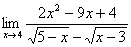 lim x→4 (2x² − 9x + 4)/(√(5−x) − √(x−3))